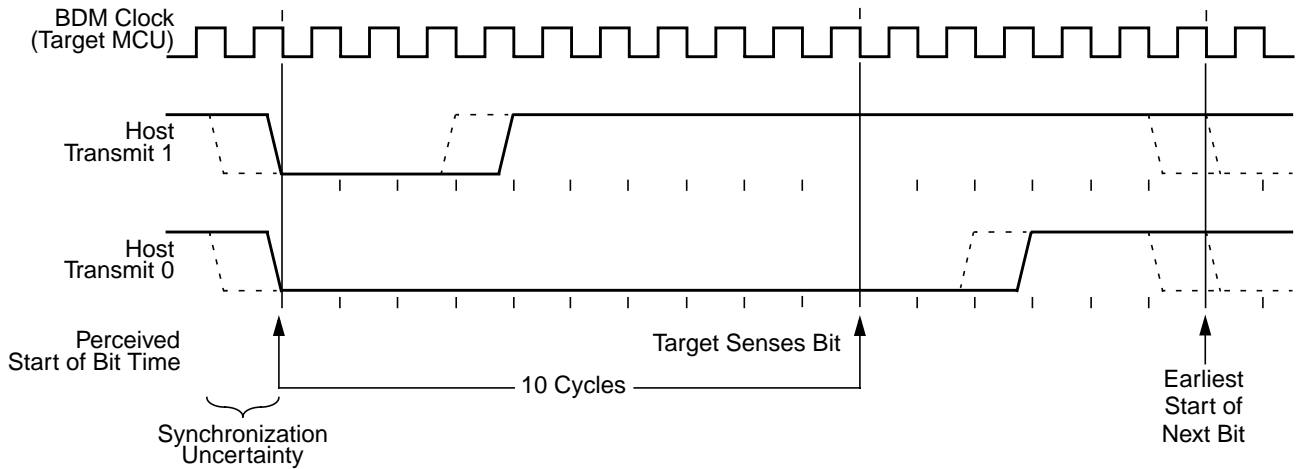 BDM Clock
(Target MCU)
Host
Transmit 1
Host
Transmit 0
Perceived
Start of Bit Time
Target Senses Bit
10 Cycles
Earliest
Start of
Next Bit
Synchronization
Uncertainty